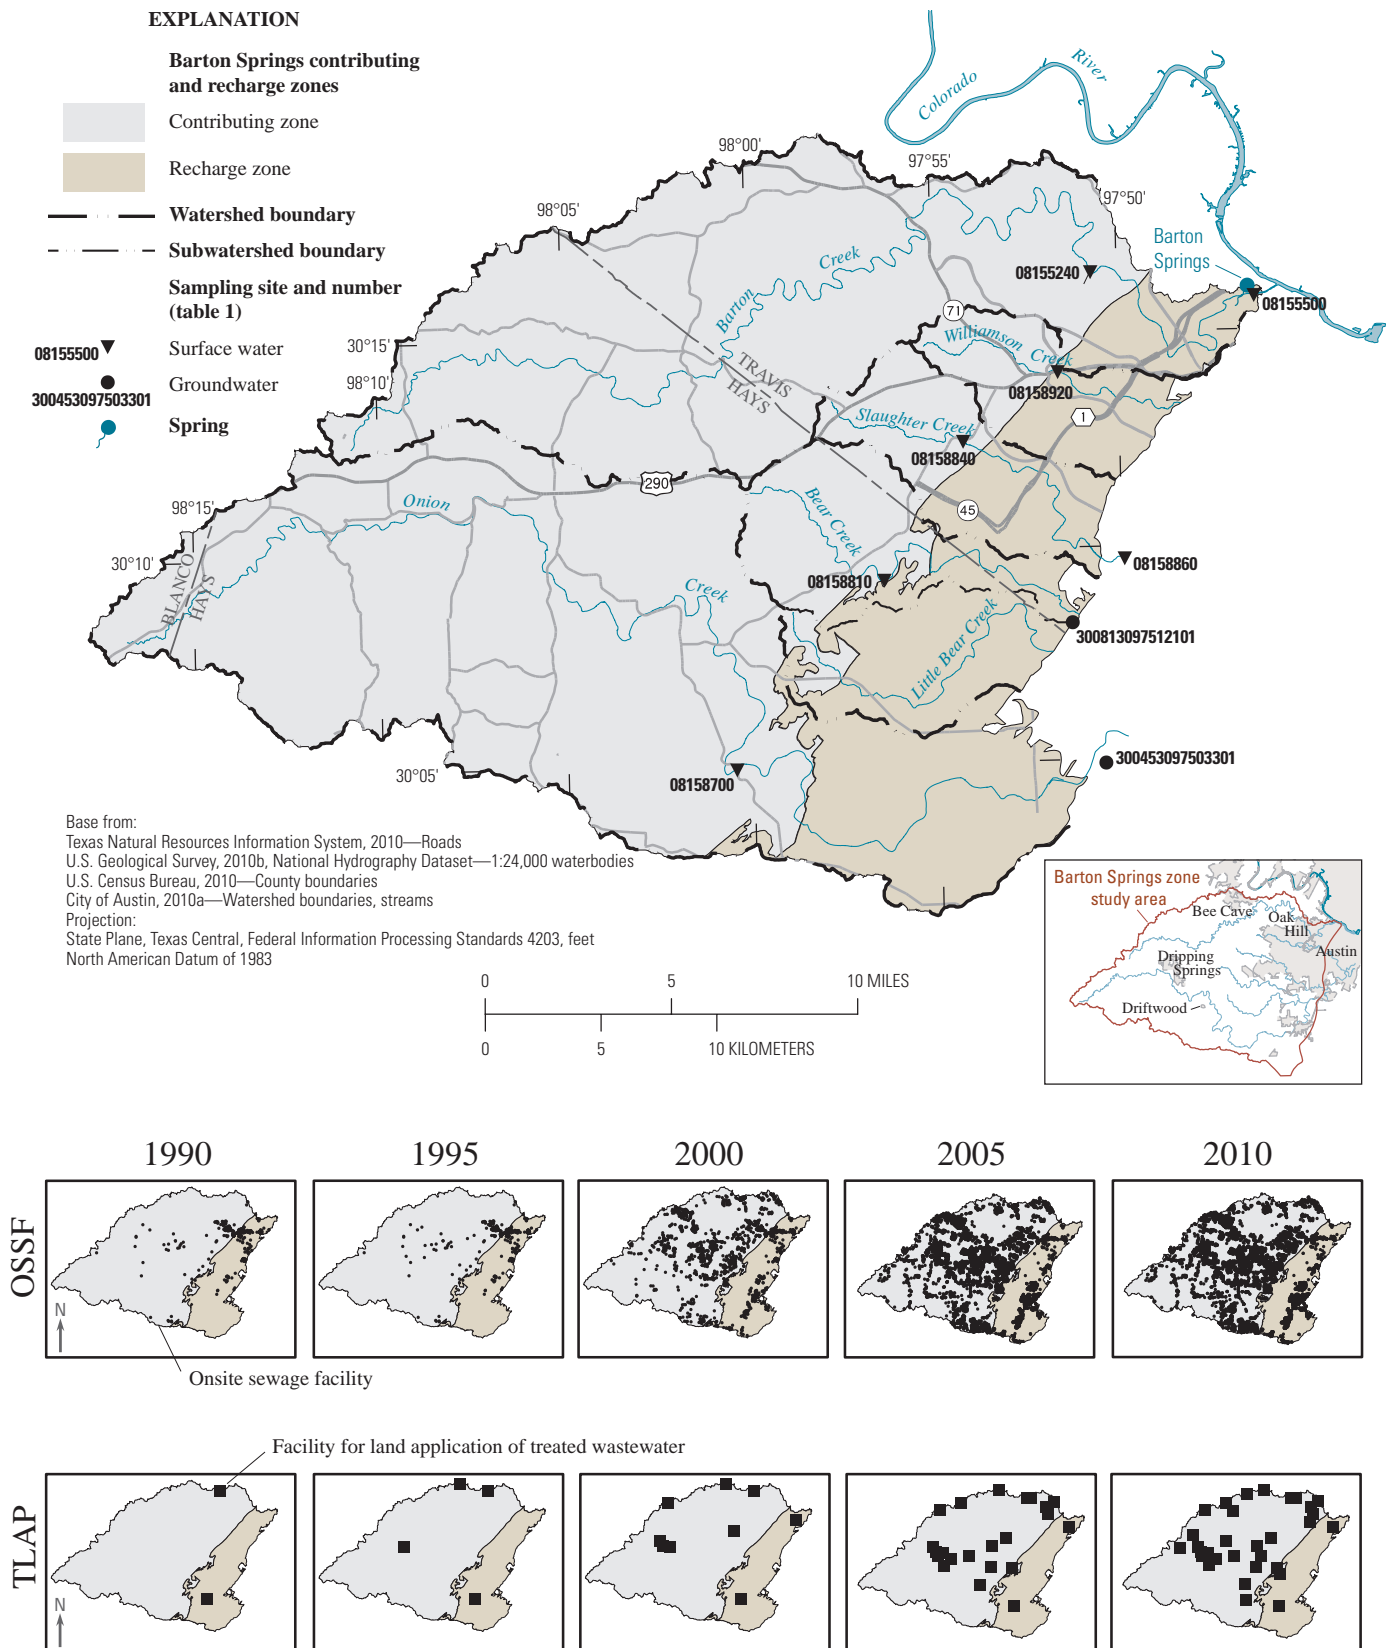 EXPLANATION
Barton Springs contributing
and recharge zones
Contributing zone
Recharge zone
Watershed boundary
Subwatershed boundary
Sampling site and number
(table 1)
08155500
Surface water
Groundwater
300453097503301
Spring
Colorado
River
98°00'
97°55'
97°50'
98°05'
Barton
Springs
Barton
Creek
08155240
08155500
71
Williamson Creek
30°15'
98°10'
TRAVIS
HAYS
08158920
1
Slaughter Creek
08158840
290
Onion
Bear Creek
98°15'
45
30°10'
BLANCO
HAYS
08158860
08158810
Creek
Little Bear Creek
300813097512101
30°05'
300453097503301
08158700
Base from:
Texas Natural Resources Information System, 2010—Roads
U.S. Geological Survey, 2010b, National Hydrography Dataset—1:24,000 waterbodies
U.S. Census Bureau, 2010—County boundaries
City of Austin, 2010a—Watershed boundaries, streams
Projection:
State Plane, Texas Central, Federal Information Processing Standards 4203, feet
North American Datum of 1983
0 5 10 MILES
0 5 10 KILOMETERS
Barton Springs zone
study area
Bee Cave
Oak
Hill
Austin
Dripping
Springs
Driftwood
1990 1995 2000 2005 2010
OSSF
N
Onsite sewage facility
Facility for land application of treated wastewater
TLAP
N